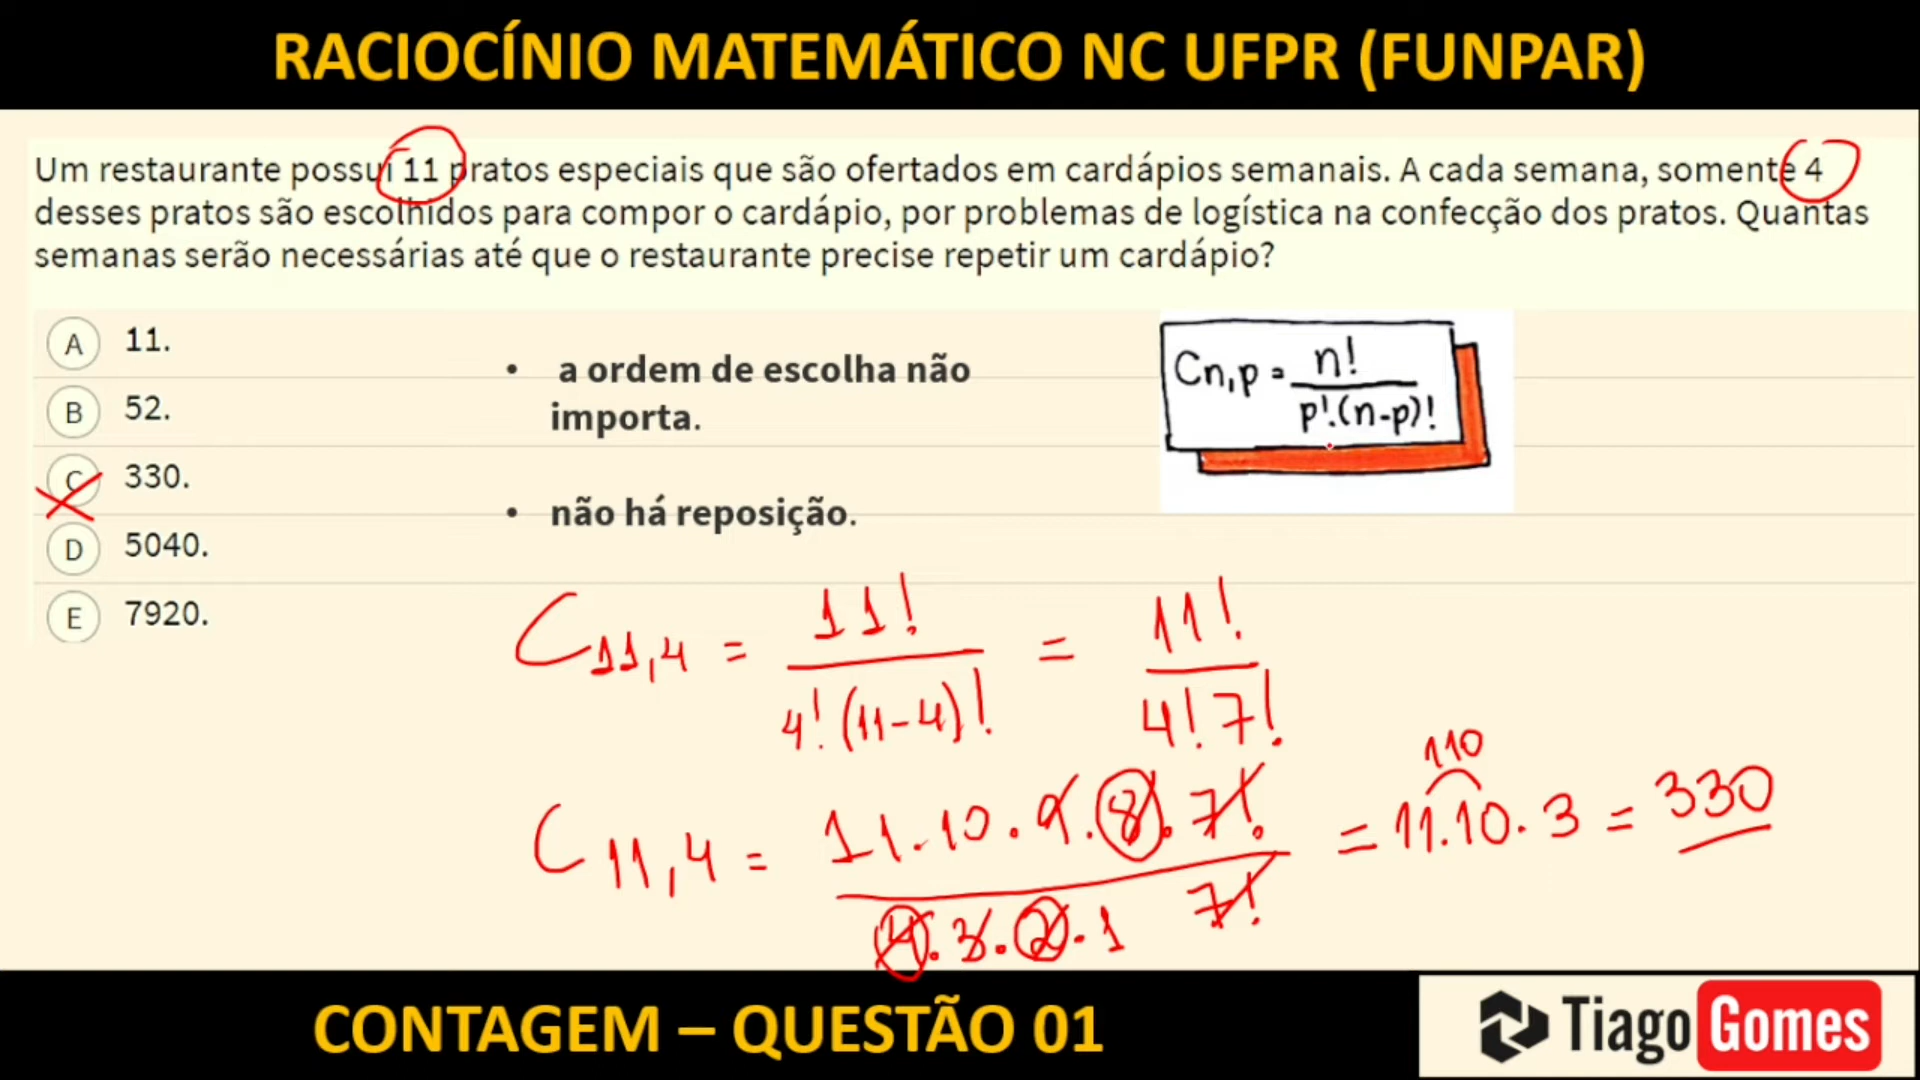 RACIOCÍNIO MATEMÁTICO NC UFPR (FUNPAR)
Um restaurante possui 11 pratos especiais que são ofertados em cardápios semanais. A cada semana, somente 4
desses pratos são escolhidos para compor o cardápio, por problemas de logística na confecção dos pratos. Quantas
semanas serão necessárias até que o restaurante precise repetir um cardápio?
A 11.
B 52.
C 330.
D 5040.
E 7920.
• a ordem de escolha não
importa.
• não há reposição.
Cn,p = n! / p!.(n-p)!
C11,4 = 11! / 4!(11-4)! = 11! / 4!7!
110
C11,4 = 11.10.9.8.7! / 4.3.2.1 7! = 11.10.3 = 330
CONTAGEM – QUESTÃO 01
Tiago Gomes